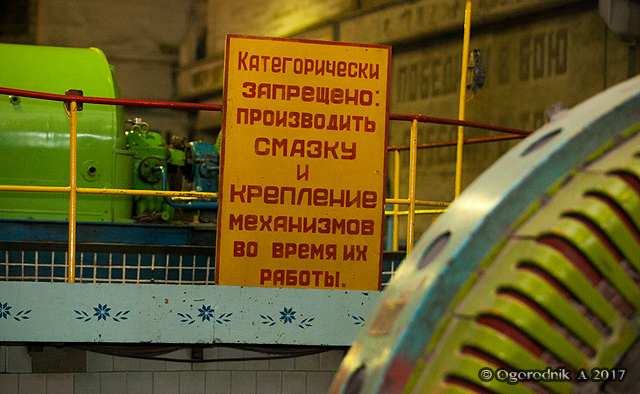 Категорически
ЗАПРЕЩЕНО:
ПРОИЗВОДИТЬ
СМАЗКУ
И
КРЕПЛЕНИЕ
МЕХАНИЗМОВ
ВО ВРЕМЯ ИХ
РАБОТЫ.
© Ogorodnik A 2017